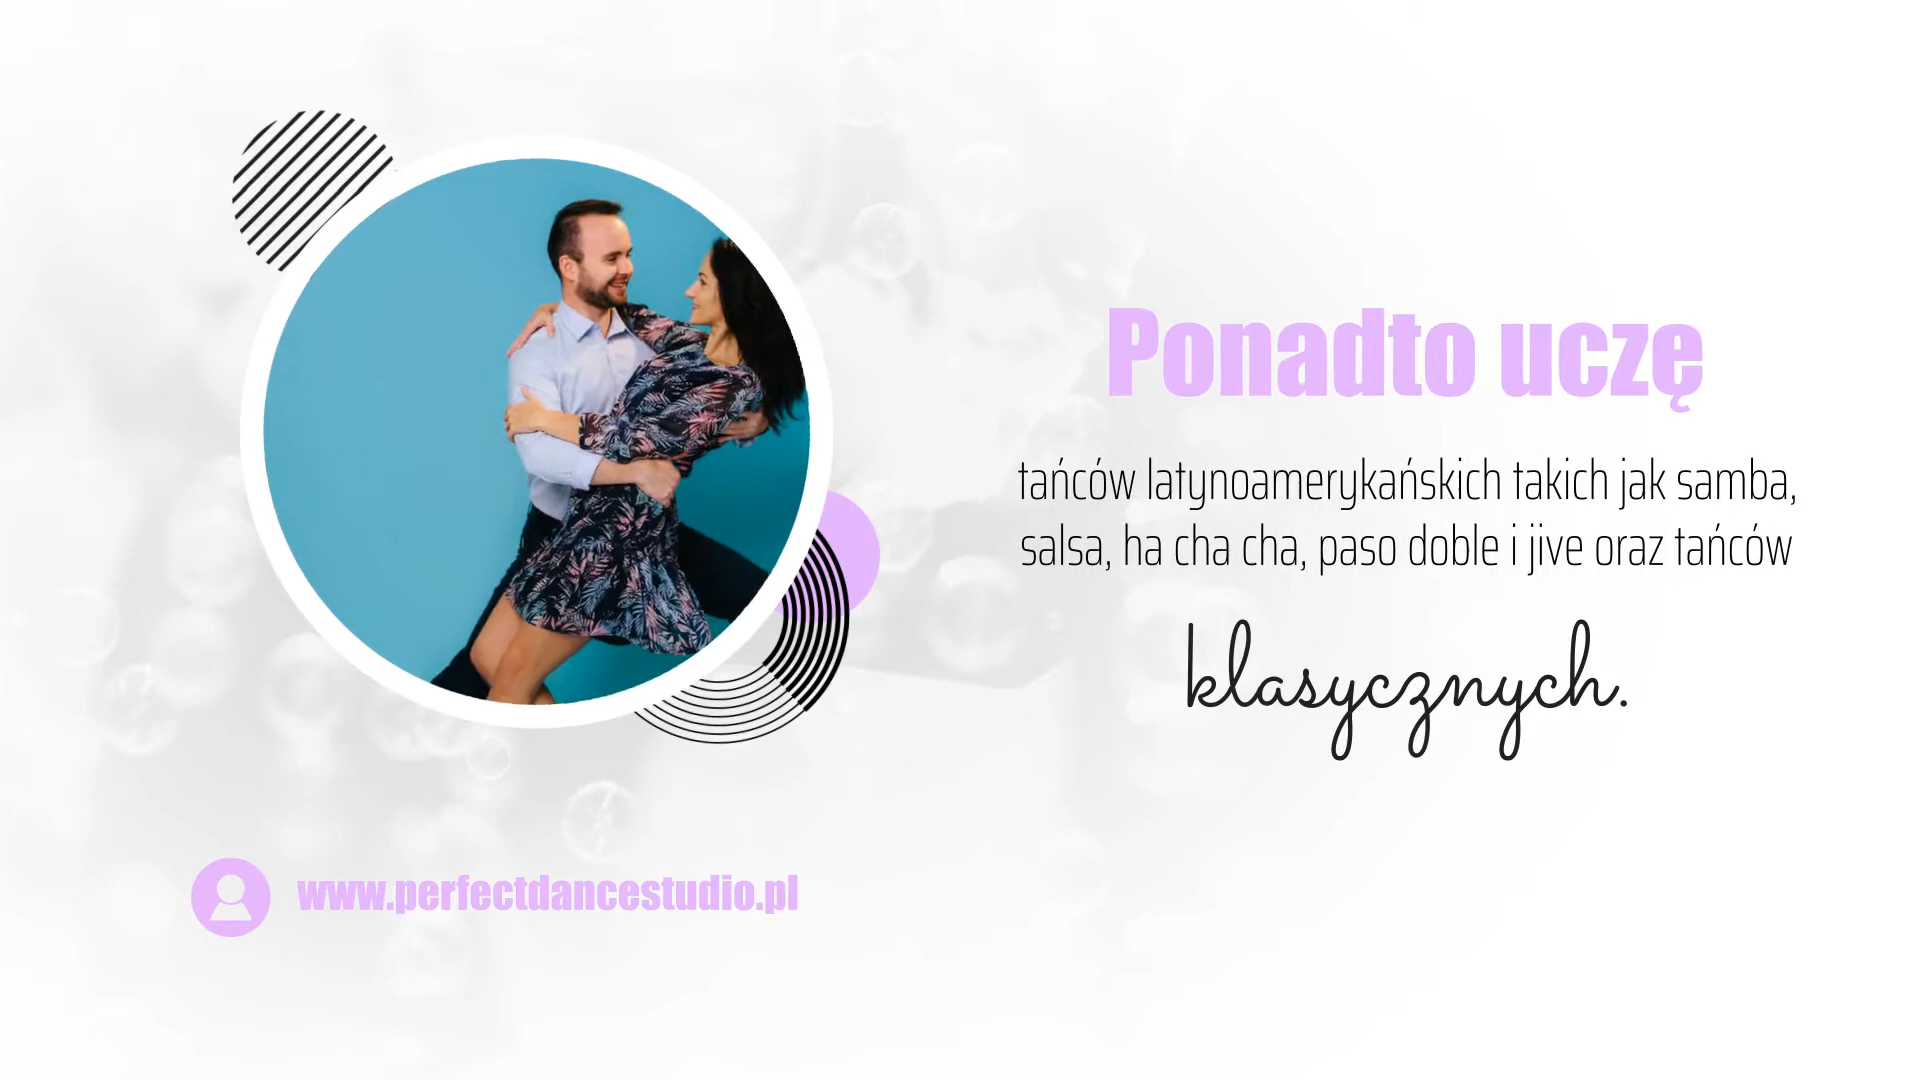 Ponadto uczę
tańców latynoamerykańskich takich jak samba,
salsa, ha cha cha, paso doble i jive oraz tańców
klasycznych.
www.perfectdancestudio.pl